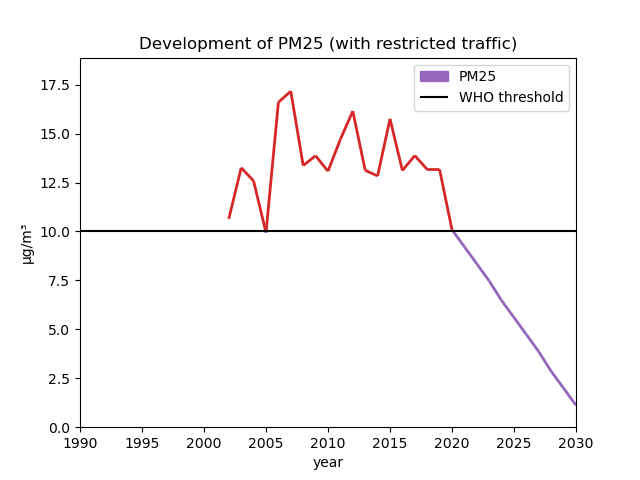 Development of PM25 (with restricted traffic)
PM25
WHO threshold
17.5
15.0
12.5
10.0
7.5
5.0
2.5
0.0
µg/m³
1990 1995 2000 2005 2010 2015 2020 2025 2030
year